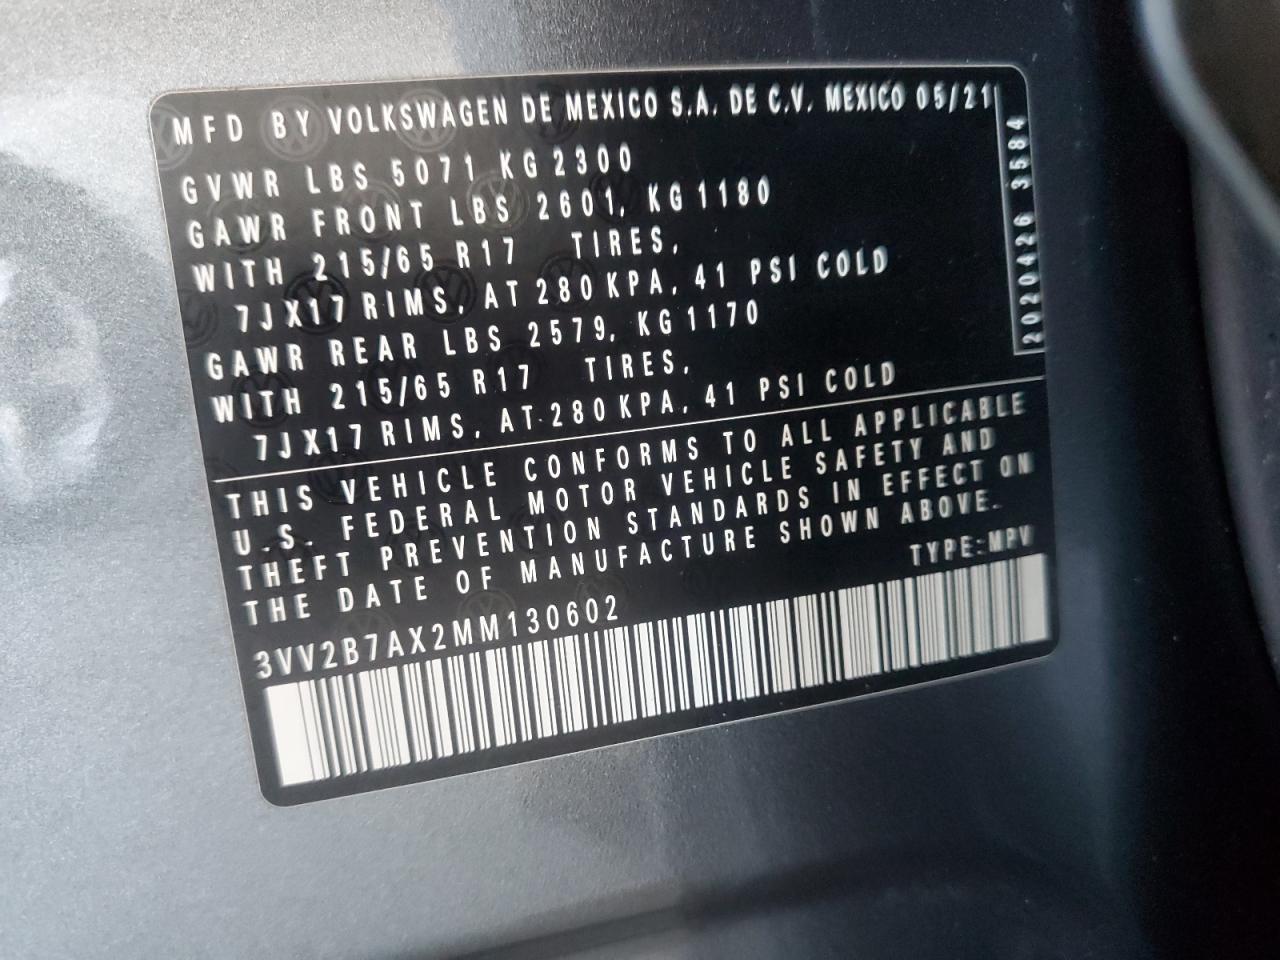 MFD BY VOLKSWAGEN DE MEXICO S.A. DE C.V. MEXICO 05/21
GVWR LBS 5071 KG 2300
GAWR FRONT LBS 2601, KG 1180
WITH 215/65 R17 TIRES,
7JX17 RIMS, AT 280 KPA, 41 PSI COLD
GAWR REAR LBS 2579, KG 1170
WITH 215/65 R17 TIRES,
7JX17 RIMS, AT 280 KPA, 41 PSI COLD
2020426 3584
THIS VEHICLE CONFORMS TO ALL APPLICABLE
U.S. FEDERAL MOTOR VEHICLE SAFETY AND
THEFT PREVENTION STANDARDS IN EFFECT ON
THE DATE OF MANUFACTURE SHOWN ABOVE.
TYPE: MPV
3VV2B7AX2MM130602